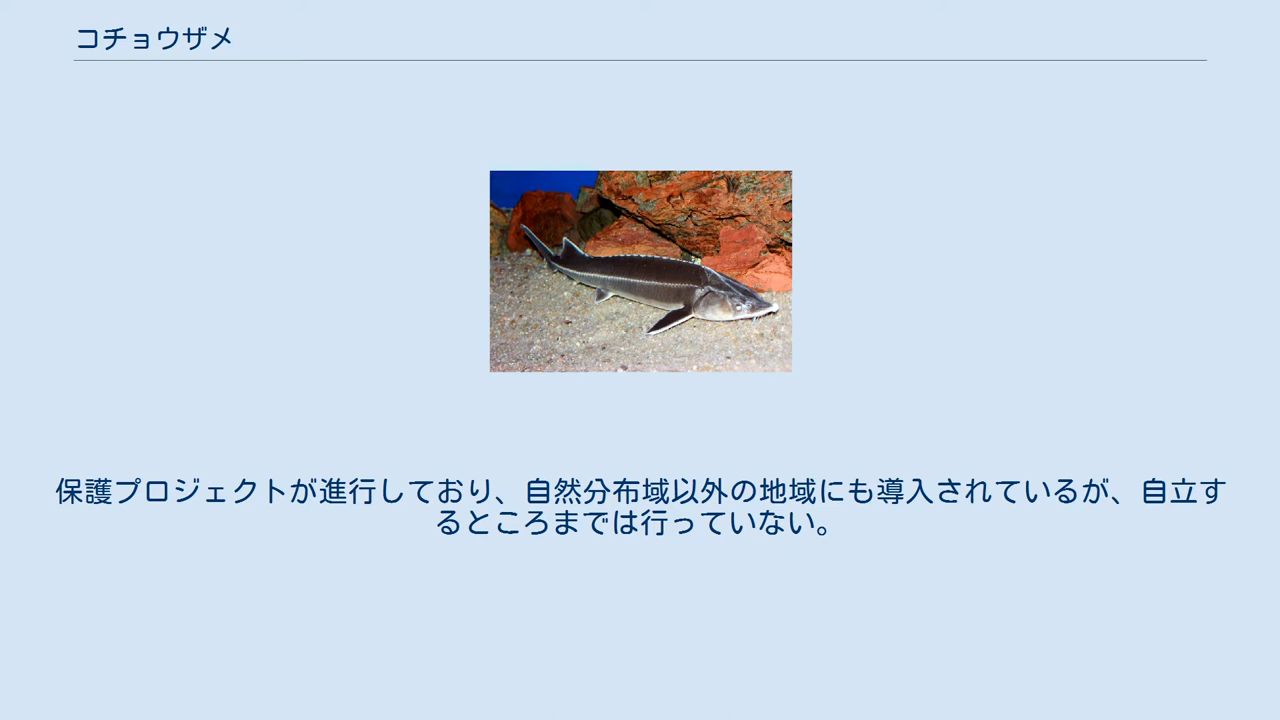 コチョウザメ
保護プロジェクトが進行しており、自然分布域以外の地域にも導入されているが、自立す
るところまでは行っていない。